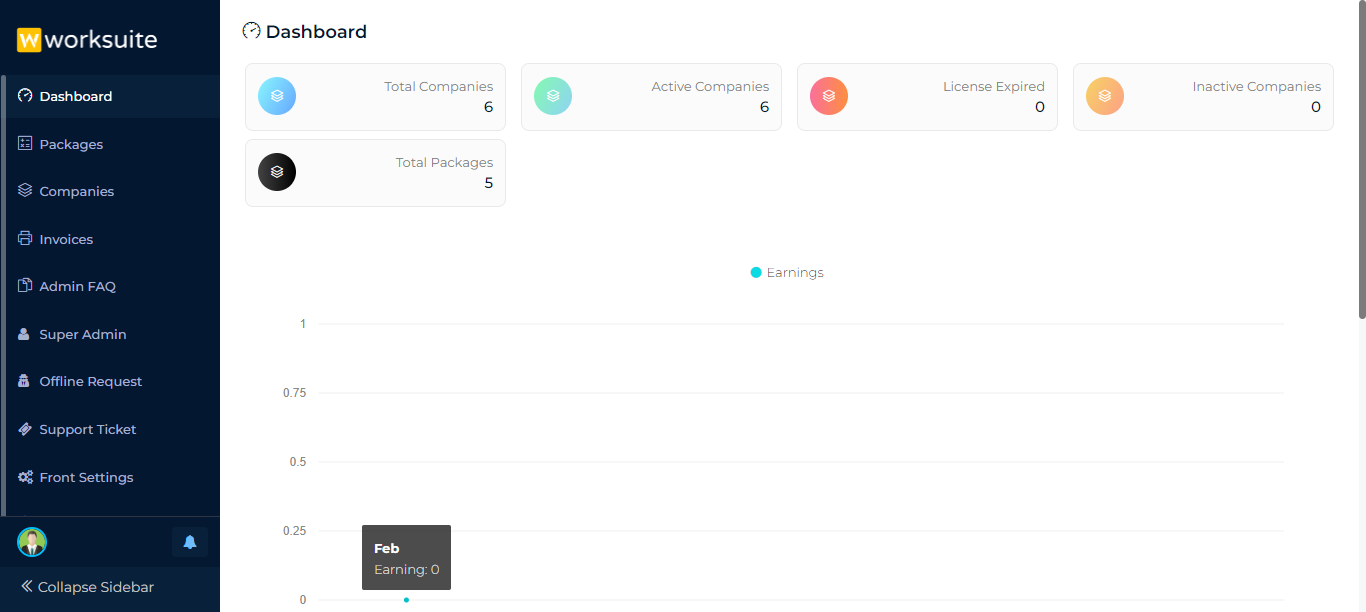 worksuite
Dashboard
Packages
Companies
Invoices
Admin FAQ
Super Admin
Offline Request
Support Ticket
Front Settings
Collapse Sidebar
Dashboard
Total Companies
6
Active Companies
6
License Expired
0
Inactive Companies
0
Total Packages
5
Earnings
1
0.75
0.5
0.25
0
Feb
Earning: 0